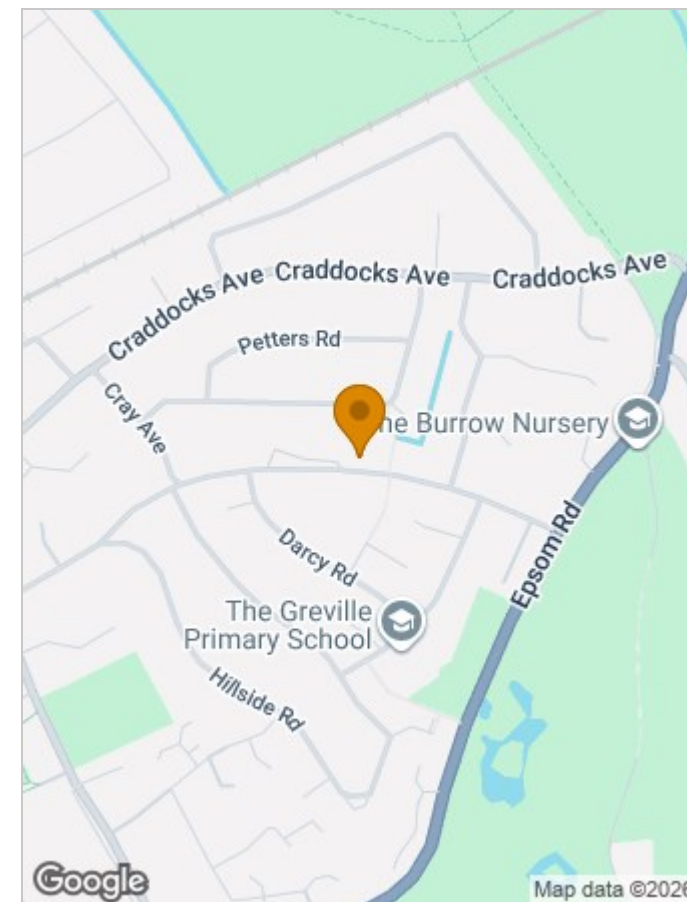 Craddocks Ave
Craddocks Ave
Craddocks Ave
Petters Rd
Cray Ave
he Burrow Nursery
Darcy Rd
Epsom Rd
The Greville
Primary School
Hillside Rd
Google
Map data ©2026